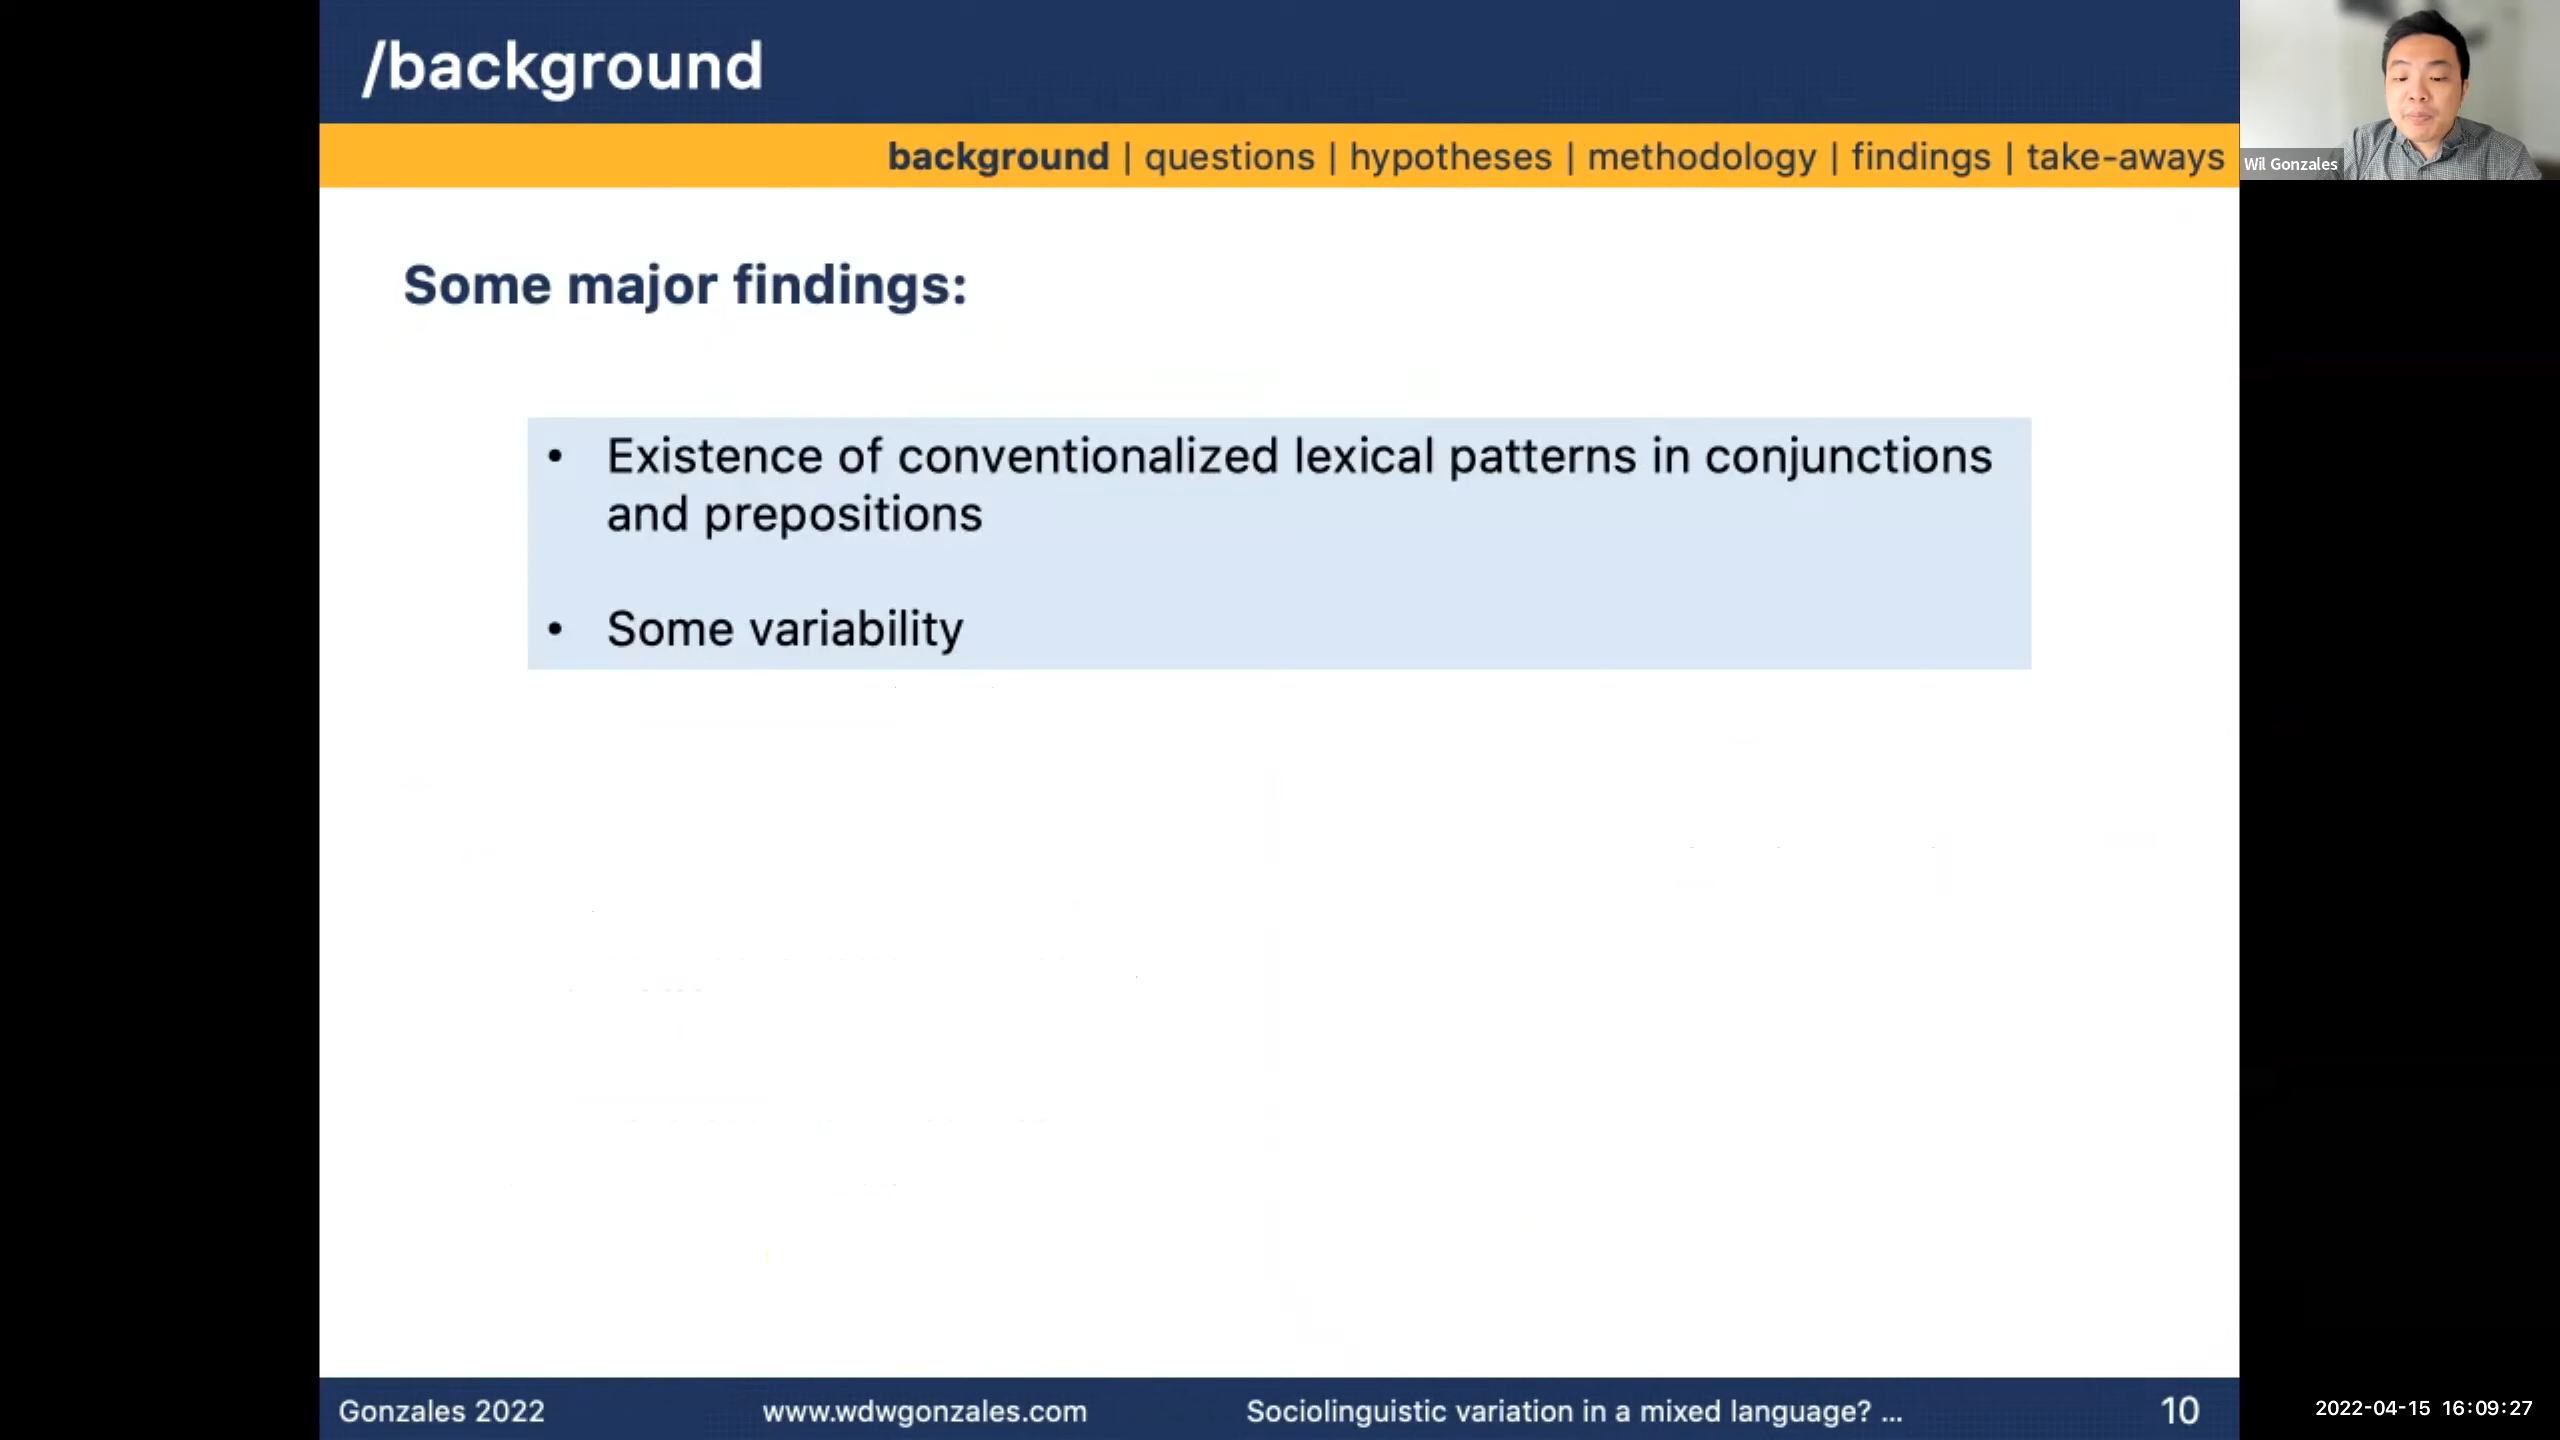 /background
background | questions | hypotheses | methodology | findings | take-aways
Wil Gonzales
Some major findings:
• Existence of conventionalized lexical patterns in conjunctions
and prepositions
• Some variability
Gonzales 2022 www.wdwgonzales.com Sociolinguistic variation in a mixed language? ... 10
2022-04-15 16:09:27